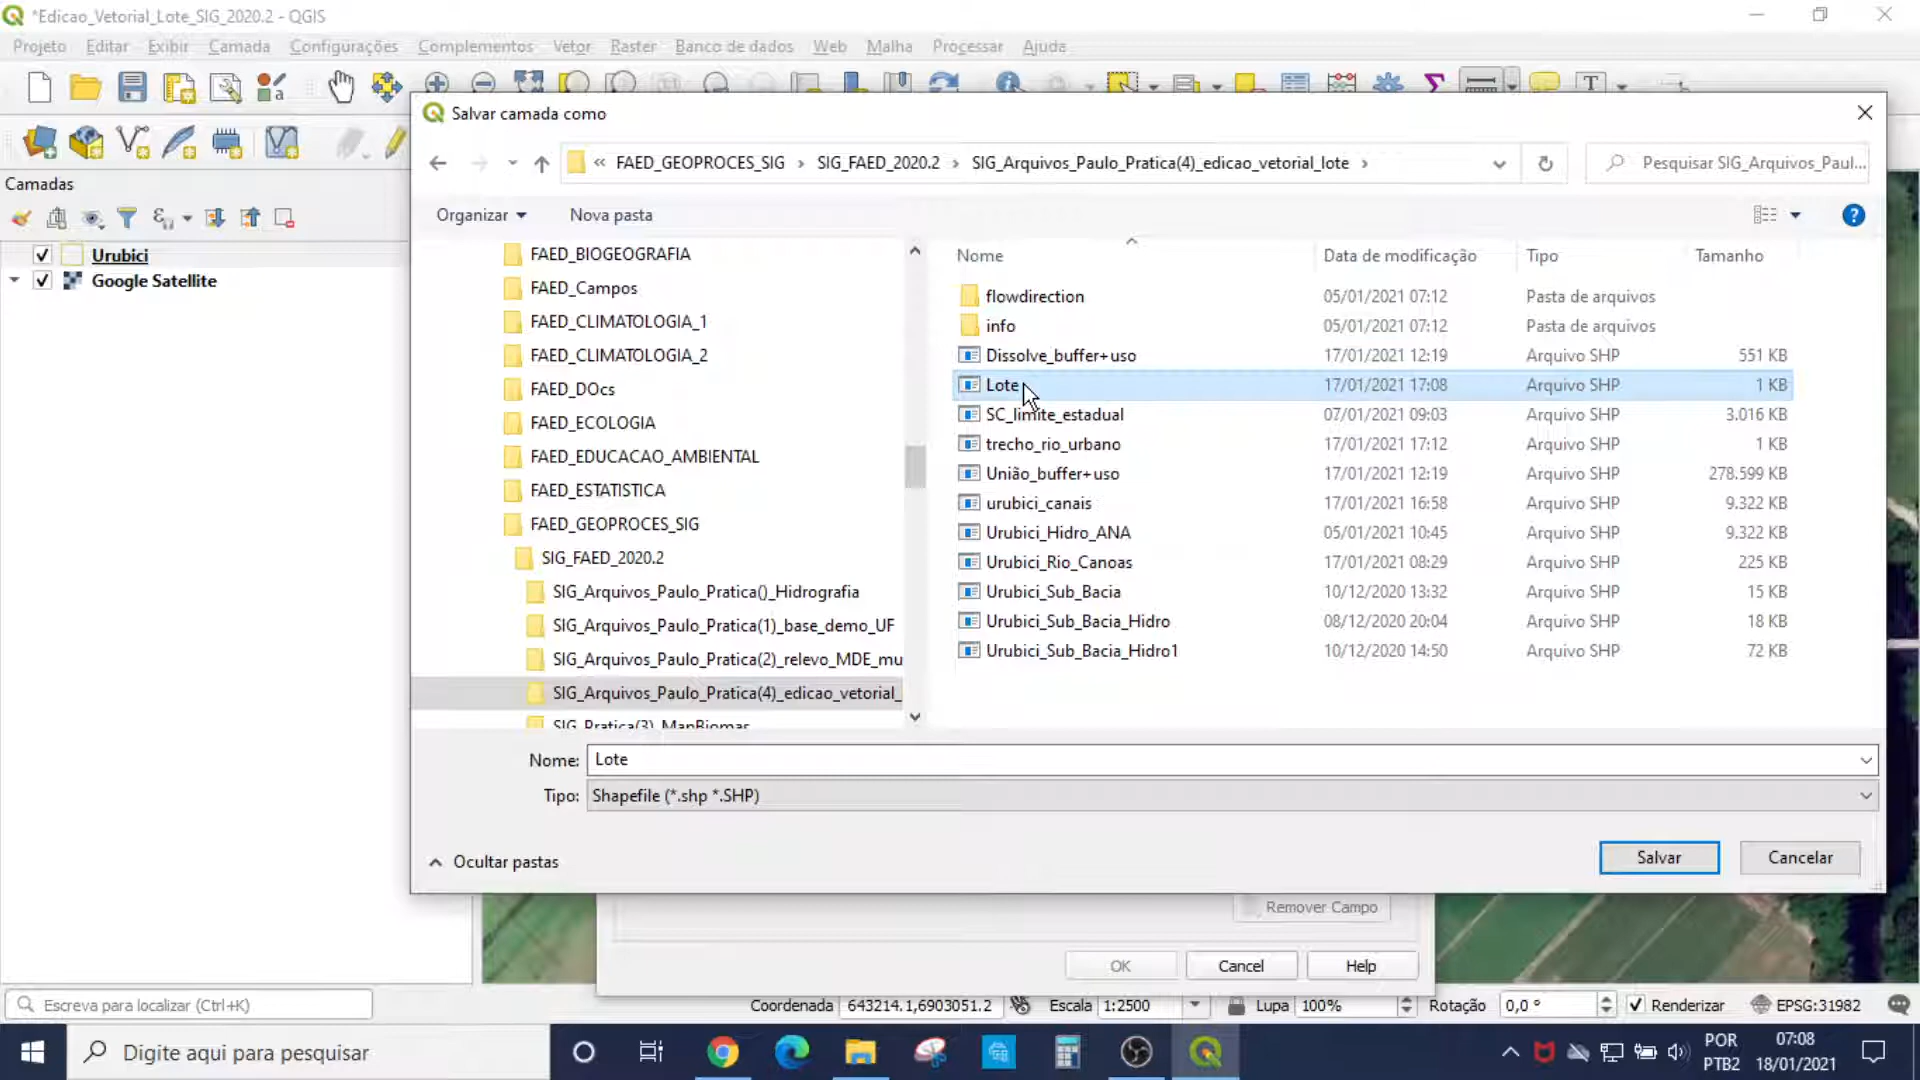 *Edicao_Vetorial_Lote_SIG_2020.2 - QGIS
Projeto Editar Exibir Camada Configurações Complementos Vetor Raster Banco de dados Web Malha Processar Ajuda
Salvar camada como
« FAED_GEOPROCES_SIG › SIG_FAED_2020.2 › SIG_Arquivos_Paulo_Pratica(4)_edicao_vetorial_lote ›
Pesquisar SIG_Arquivos_Paul...
Organizar Nova pasta
Camadas
Urubici
Google Satellite
FAED_BIOGEOGRAFIA
FAED_Campos
FAED_CLIMATOLOGIA_1
FAED_CLIMATOLOGIA_2
FAED_DOcs
FAED_ECOLOGIA
FAED_EDUCACAO_AMBIENTAL
FAED_ESTATISTICA
FAED_GEOPROCES_SIG
SIG_FAED_2020.2
SIG_Arquivos_Paulo_Pratica()_Hidrografia
SIG_Arquivos_Paulo_Pratica(1)_base_demo_UF
SIG_Arquivos_Paulo_Pratica(2)_relevo_MDE_mu
SIG_Arquivos_Paulo_Pratica(4)_edicao_vetorial_
SIG_Pratica(3)_MapBiomas
Nome Data de modificação Tipo Tamanho
flowdirection 05/01/2021 07:12 Pasta de arquivos
info 05/01/2021 07:12 Pasta de arquivos
Dissolve_buffer+uso 17/01/2021 12:19 Arquivo SHP 551 KB
Lote 17/01/2021 17:08 Arquivo SHP 1 KB
SC_limite_estadual 07/01/2021 09:03 Arquivo SHP 3.016 KB
trecho_rio_urbano 17/01/2021 17:12 Arquivo SHP 1 KB
União_buffer+uso 17/01/2021 12:19 Arquivo SHP 278.599 KB
urubici_canais 17/01/2021 16:58 Arquivo SHP 9.322 KB
Urubici_Hidro_ANA 05/01/2021 10:45 Arquivo SHP 9.322 KB
Urubici_Rio_Canoas 17/01/2021 08:29 Arquivo SHP 225 KB
Urubici_Sub_Bacia 10/12/2020 13:32 Arquivo SHP 15 KB
Urubici_Sub_Bacia_Hidro 08/12/2020 20:04 Arquivo SHP 18 KB
Urubici_Sub_Bacia_Hidro1 10/12/2020 14:50 Arquivo SHP 72 KB
Nome: Lote
Tipo: Shapefile (*.shp *.SHP)
Ocultar pastas
Salvar Cancelar
Remover Campo
OK Cancel Help
Escreva para localizar (Ctrl+K)
Coordenada 643214.1,6903051.2 Escala 1:2500 Lupa 100% Rotação 0,0 ° Renderizar EPSG:31982
Digite aqui para pesquisar
POR 07:08
PTB2 18/01/2021